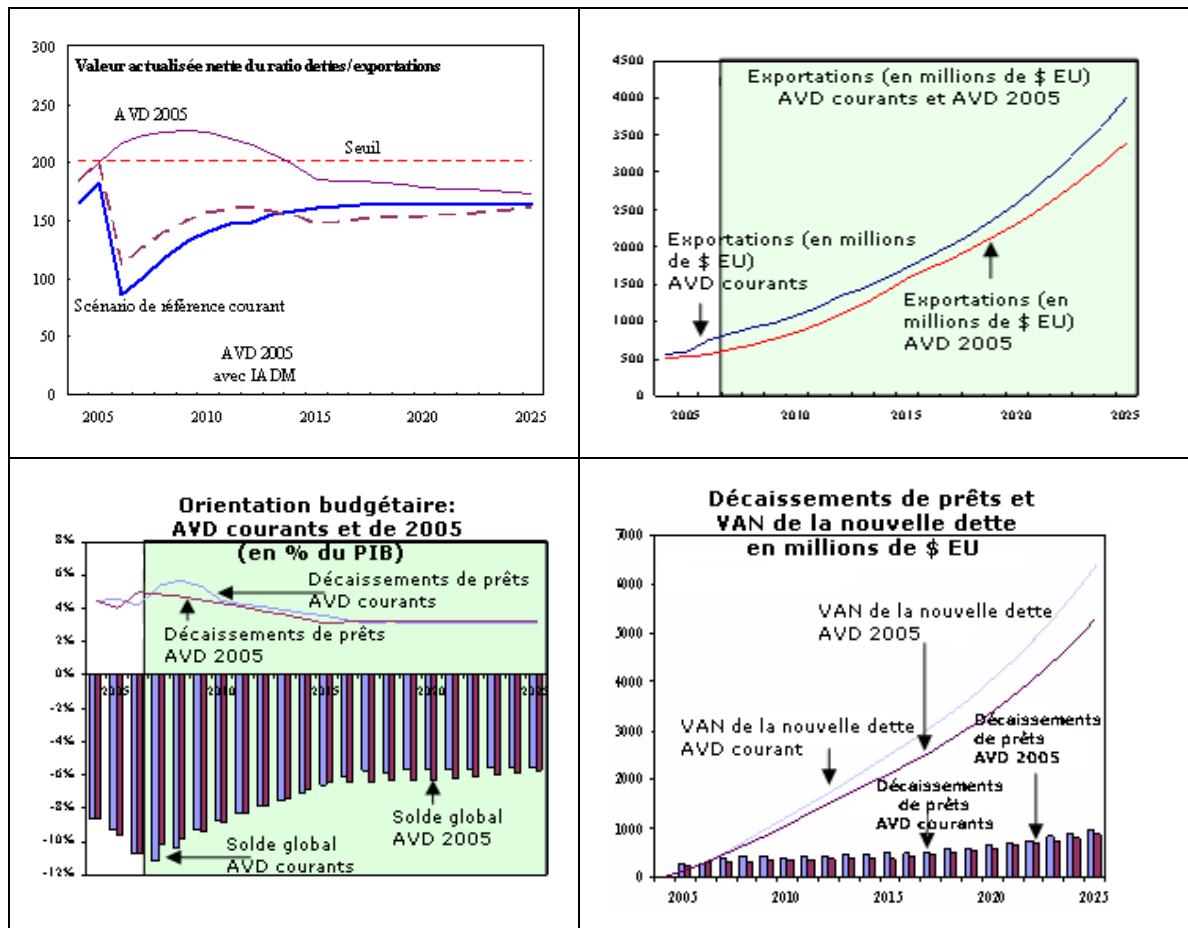 300
Valeur actualisée nette du ratio dettes/exportations
250
AVD 2005
Seuil
200
150
100
Scénario de référence courant
50
AVD 2005
avec IADM
0
2005 2010 2015 2020 2025
4500
Exportations (en millions de $ EU)
AVD courants et AVD 2005
4000
3500
3000
2500
2000
Exportations (en millions
de $ EU)
AVD courants
1500
Exportations (en
millions de $ EU)
AVD 2005
1000
500
0
2005 2010 2015 2020 2025
Orientation budgétaire:
AVD courants et de 2005
(en % du PIB)
8%
6%
Décaissements de prêts
AVD courants
4%
Décaissements de prêts
AVD 2005
2%
0%
2005 2010 2015 2020 2025
-2%
-4%
-6%
-8%
Solde global
AVD 2005
-10%
Solde global
AVD courants
-12%
Décaissements de prêts et
VAN de la nouvelle dette
en millions de $ EU
7000
6000
VAN de la nouvelle dette
AVD 2005
5000
4000
VAN de la nouvelle dette
AVD courant
3000
Décaissements
de prêts
AVD 2005
2000
Décaissements
de prêts
AVD courants
1000
0
2005 2010 2015 2020 2025